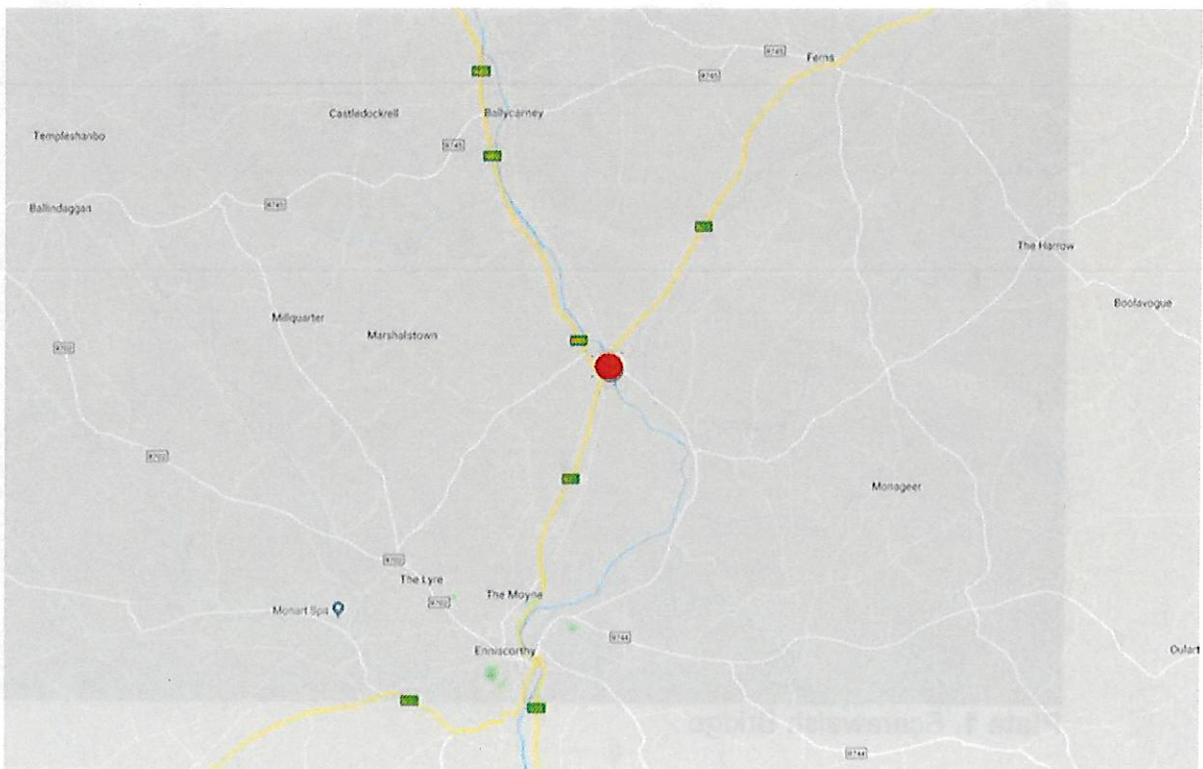 R745
Ferns
R745
Castledockrell
Ballycarney
Templeshanbo
R745
R745
Ballindaggan
The Harrow
Boolavogue
Millquarter
Marshalstown
R702
R702
Monageer
R702
The Lyre
R702
The Moyne
Monart Spa
R744
Enniscorthy
Oulart
R744